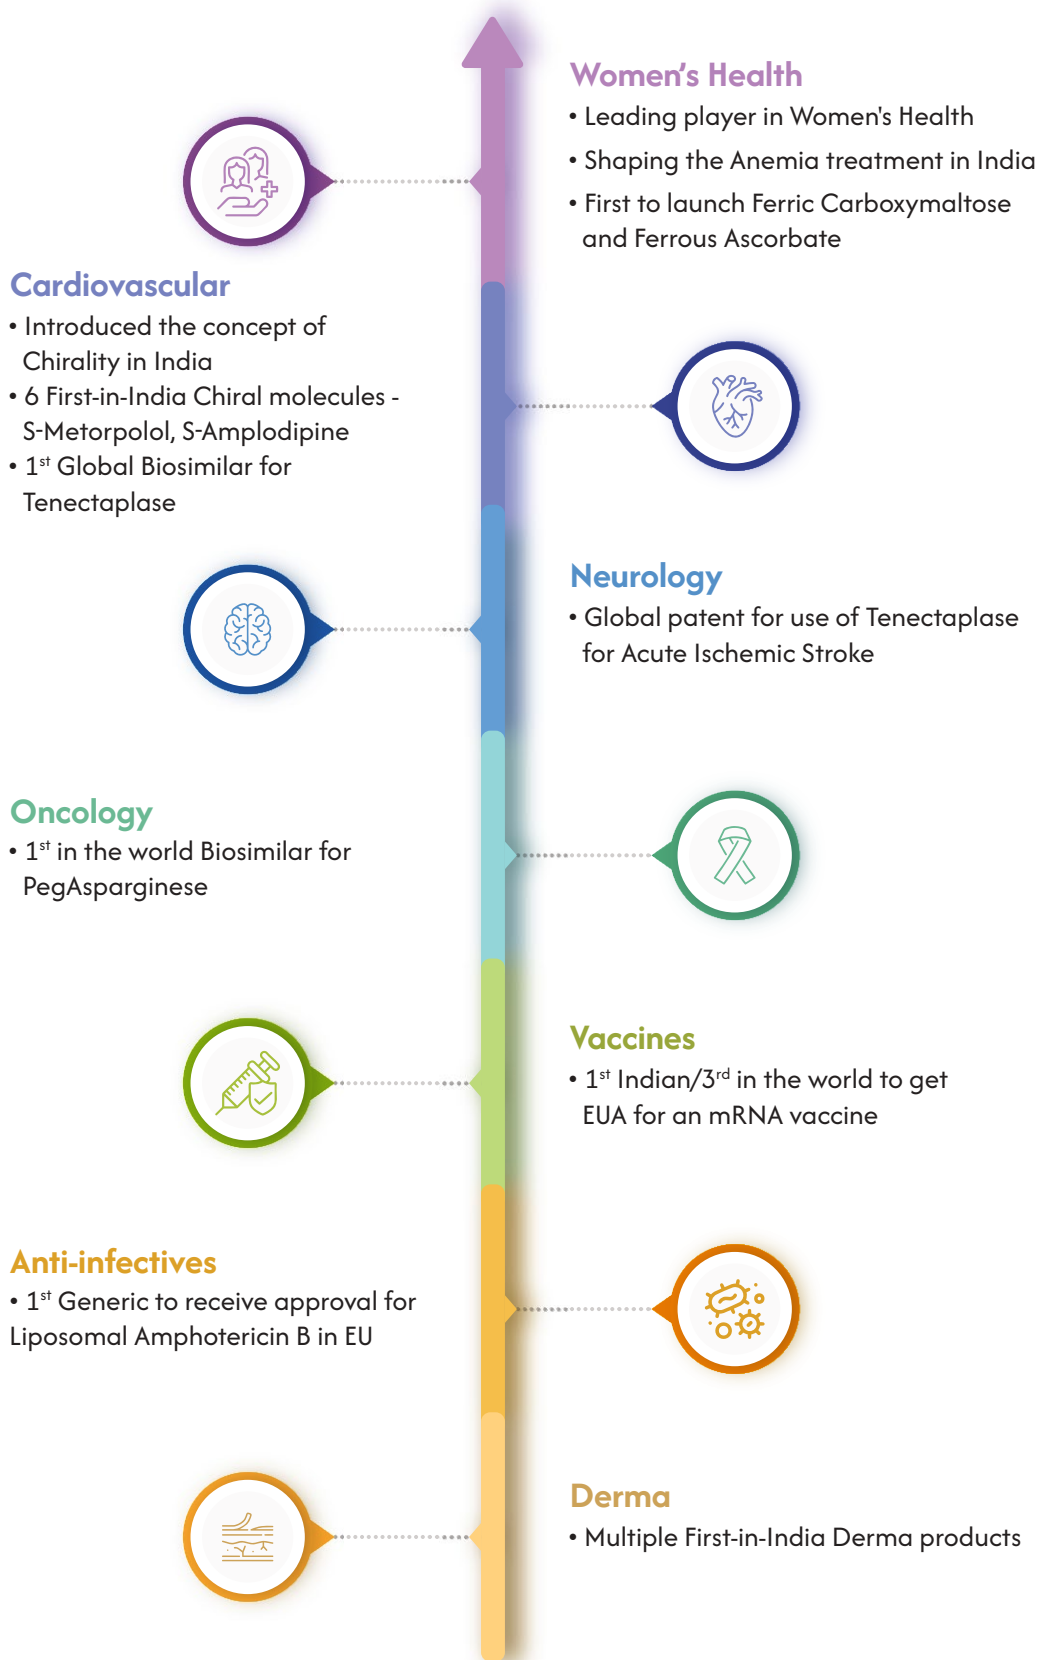 Women’s Health
• Leading player in Women's Health
• Shaping the Anemia treatment in India
• First to launch Ferric Carboxymaltose
and Ferrous Ascorbate
Cardiovascular
• Introduced the concept of
Chirality in India
• 6 First-in-India Chiral molecules -
S-Metorpolol, S-Amplodipine
• 1st Global Biosimilar for
Tenectaplase
Neurology
• Global patent for use of Tenectaplase
for Acute Ischemic Stroke
Oncology
• 1st in the world Biosimilar for
PegAsparginese
Vaccines
• 1st Indian/3rd in the world to get
EUA for an mRNA vaccine
Anti-infectives
• 1st Generic to receive approval for
Liposomal Amphotericin B in EU
Derma
• Multiple First-in-India Derma products